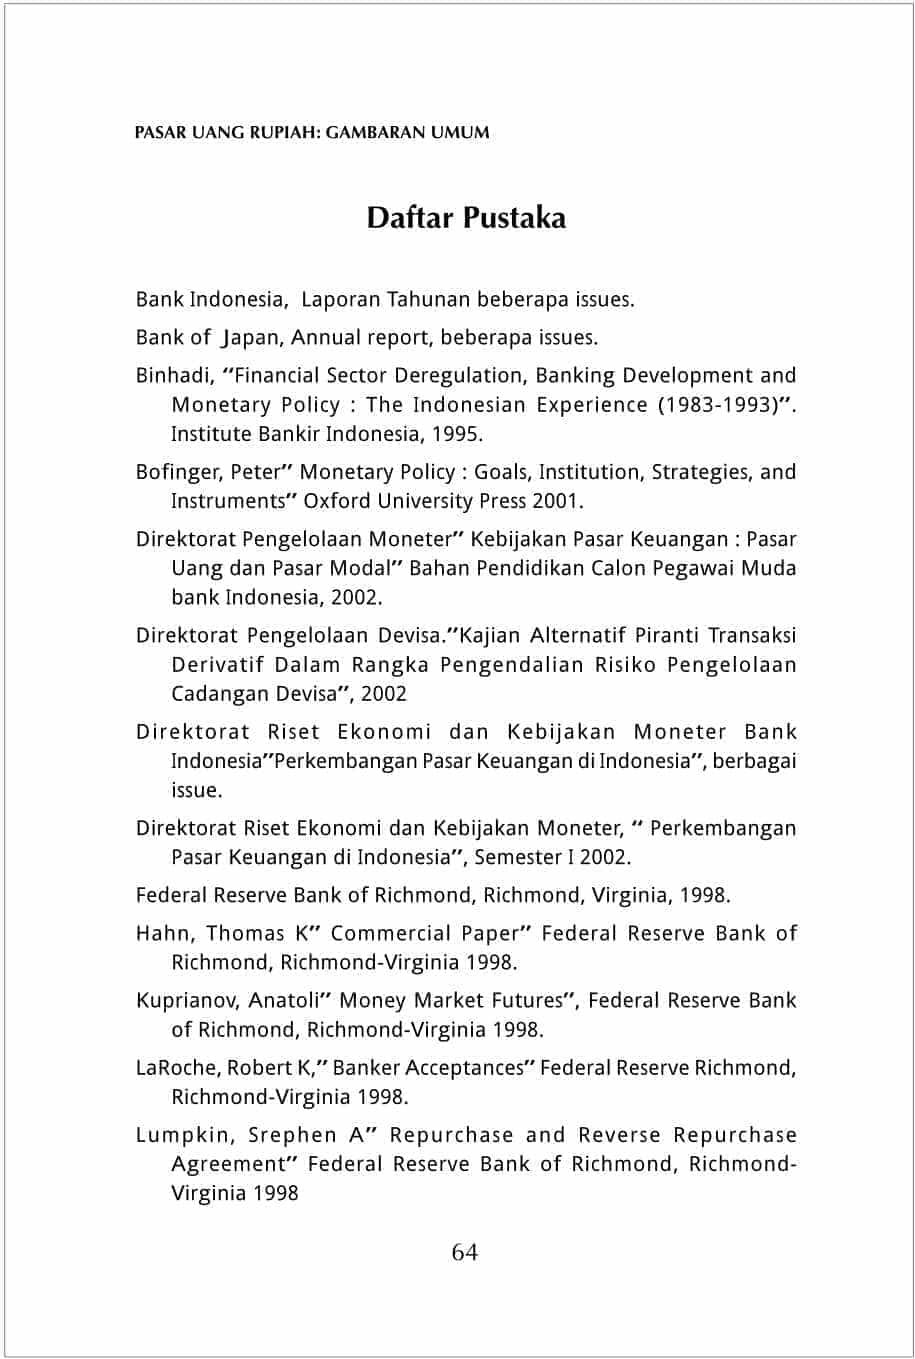 PASAR UANG RUPIAH: GAMBARAN UMUM
Daftar Pustaka
Bank Indonesia,  Laporan Tahunan beberapa issues.
Bank of  Japan, Annual report, beberapa issues.
Binhadi, ”Financial Sector Deregulation, Banking Development and
Monetary Policy : The Indonesian Experience (1983-1993)”.
Institute Bankir Indonesia, 1995.
Bofinger, Peter” Monetary Policy : Goals, Institution, Strategies, and
Instruments” Oxford University Press 2001.
Direktorat Pengelolaan Moneter” Kebijakan Pasar Keuangan : Pasar
Uang dan Pasar Modal” Bahan Pendidikan Calon Pegawai Muda
bank Indonesia, 2002.
Direktorat Pengelolaan Devisa.”Kajian Alternatif Piranti Transaksi
Derivatif Dalam Rangka Pengendalian Risiko Pengelolaan
Cadangan Devisa”, 2002
Direktorat Riset Ekonomi dan Kebijakan Moneter Bank
Indonesia”Perkembangan Pasar Keuangan di Indonesia”, berbagai
issue.
Direktorat Riset Ekonomi dan Kebijakan Moneter, “ Perkembangan
Pasar Keuangan di Indonesia”, Semester I 2002.
Federal Reserve Bank of Richmond, Richmond, Virginia, 1998.
Hahn, Thomas K” Commercial Paper” Federal Reserve Bank of
Richmond, Richmond-Virginia 1998.
Kuprianov, Anatoli” Money Market Futures”, Federal Reserve Bank
of Richmond, Richmond-Virginia 1998.
LaRoche, Robert K,” Banker Acceptances” Federal Reserve Richmond,
Richmond-Virginia 1998.
Lumpkin, Srephen A” Repurchase and Reverse Repurchase
Agreement” Federal Reserve Bank of Richmond, Richmond-
Virginia 1998
64